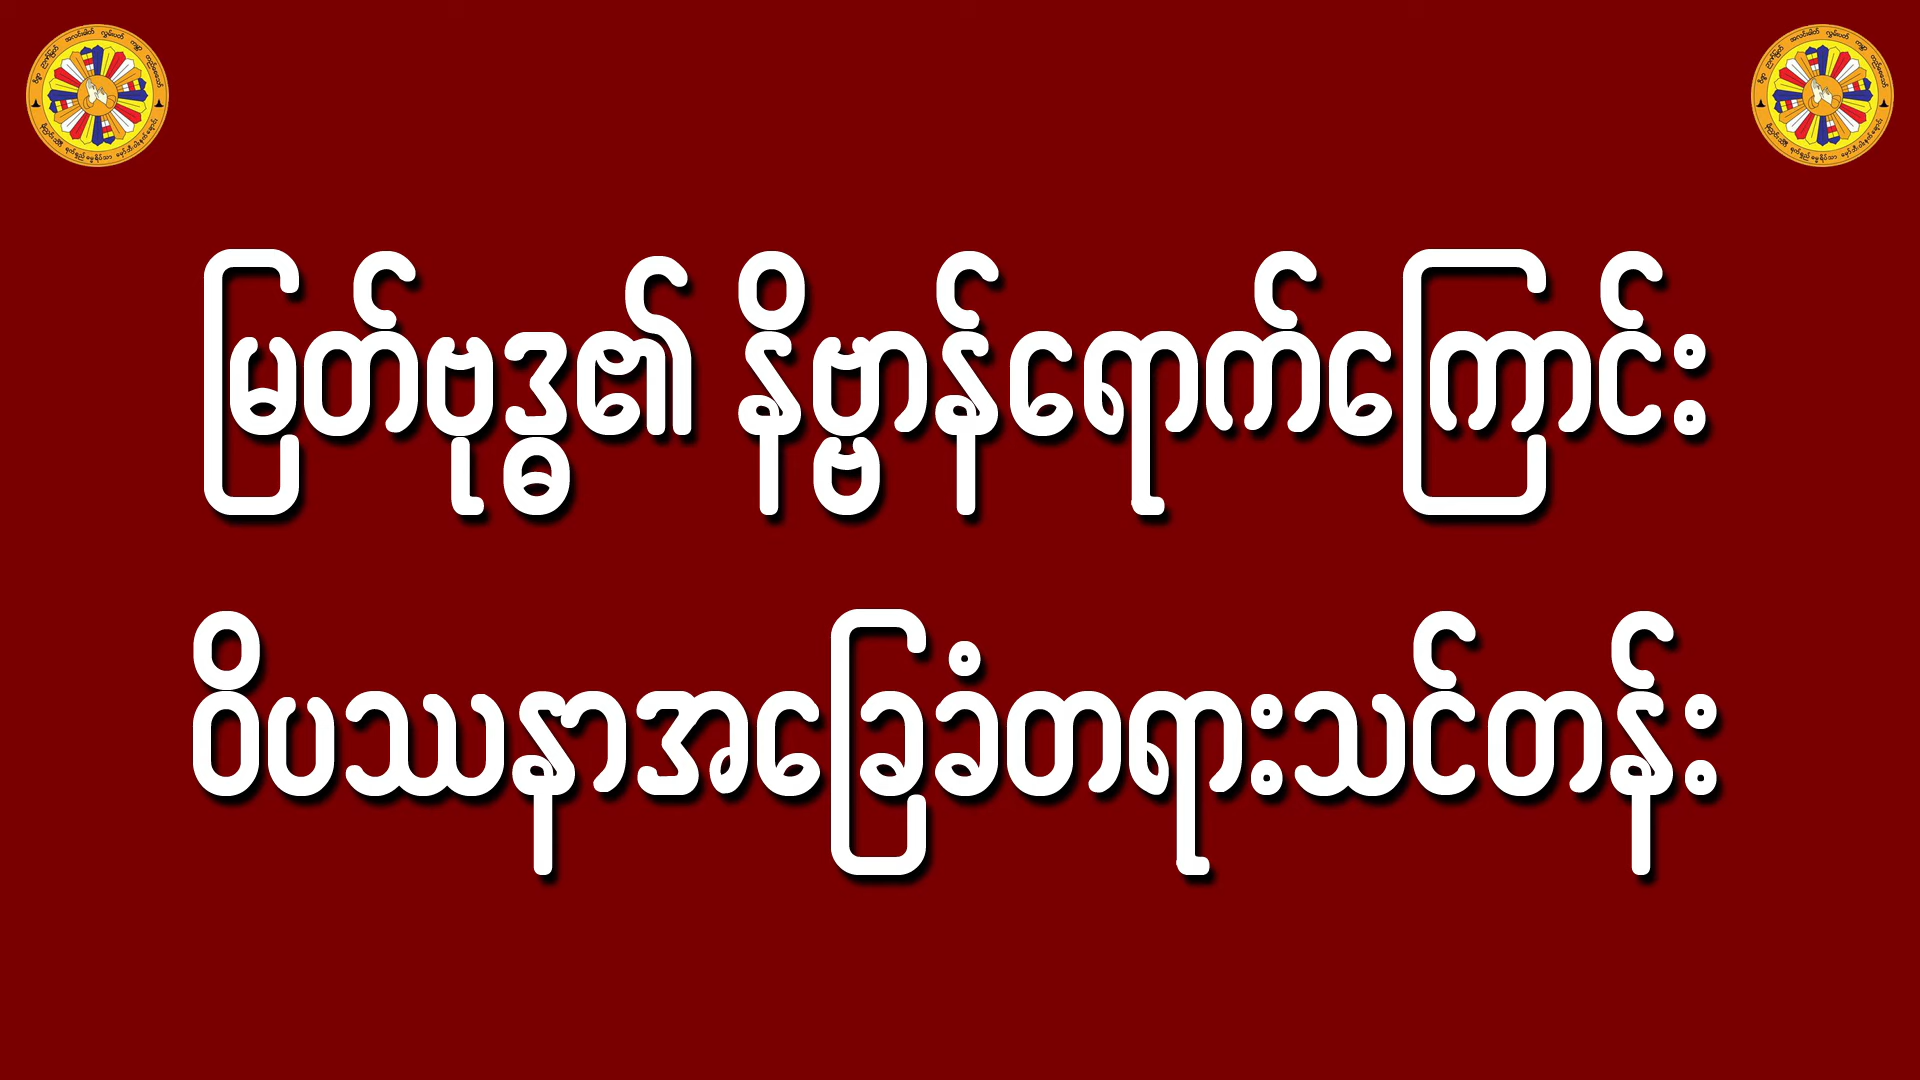 မြတ်ဗုဒ္ဓ၏ နိဗ္ဗာန်ရောက်ကြောင်း
ဝိပဿနာအခြေခံတရားသင်တန်း